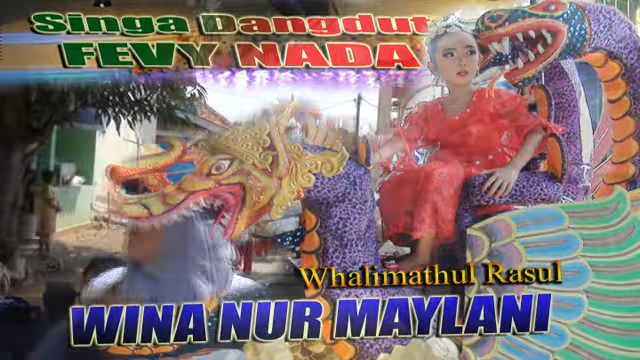 Singa Dangdut
FEVY NADA
Whalimathul Rasul
WINA NUR MAYLANI